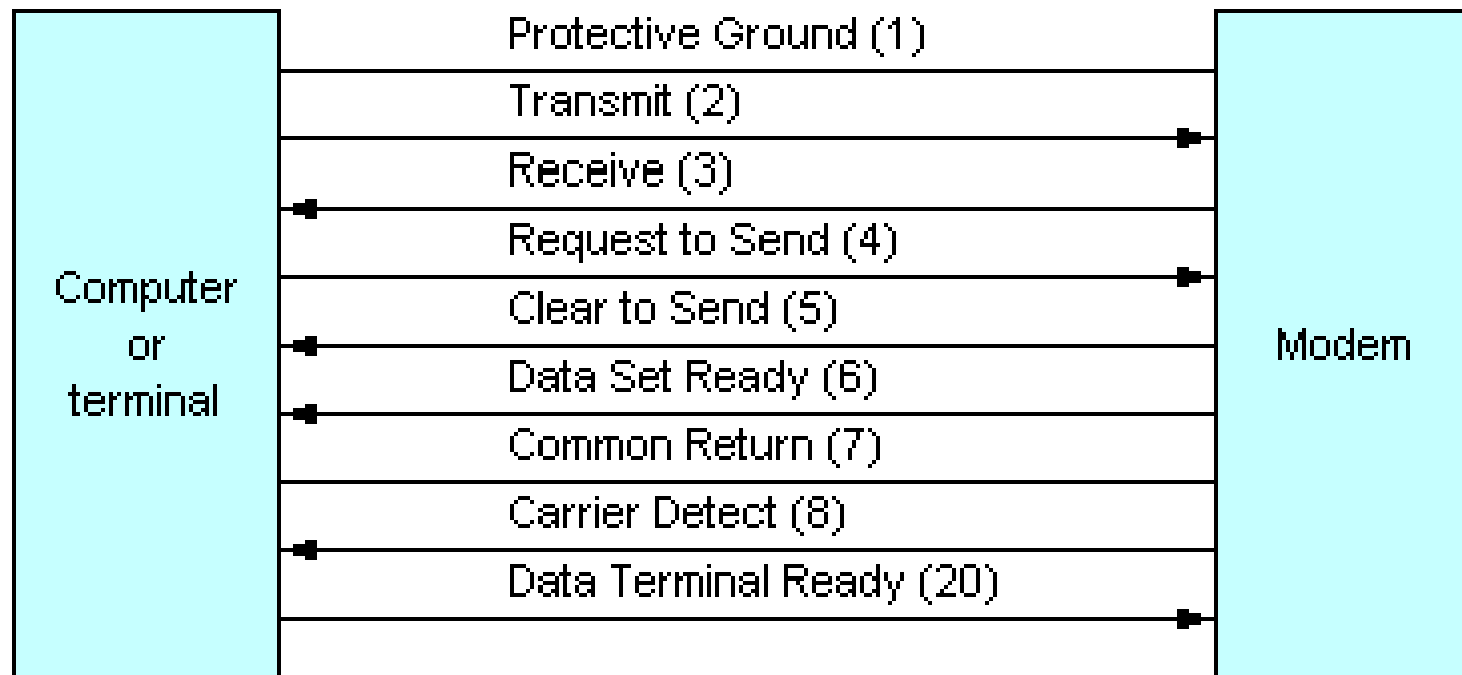 Protective Ground (1)
Transmit (2)
Receive (3)
Request to Send (4)
Clear to Send (5)
Data Set Ready (6)
Common Return (7)
Carrier Detect (8)
Data Terminal Ready (20)
Computer
or
terminal
Modem